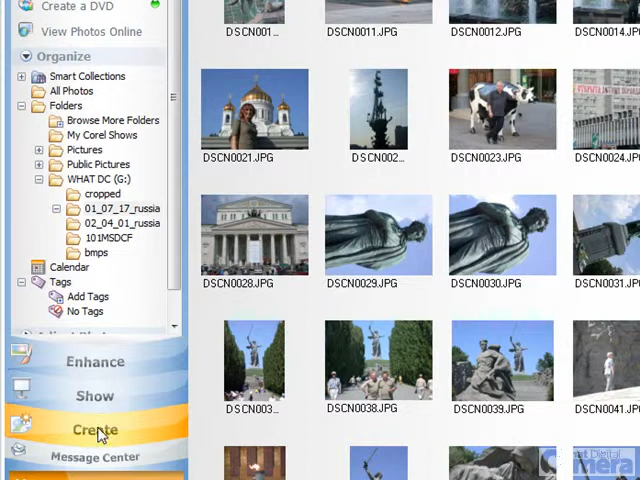 Create a DVD
View Photos Online
Organize
Smart Collections
All Photos
Folders
Browse More Folders
My Corel Shows
Pictures
Public Pictures
WHAT DC (G:)
cropped
01_07_17_russia
02_04_01_russia
101MSDCF
bmps
Calendar
Tags
Add Tags
No Tags
Enhance
Show
Create
Message Center
DSCN001...
DSCN0011.JPG
DSCN0012.JPG
DSCN0014.JPG
DSCN0021.JPG
DSCN002...
DSCN0023.JPG
DSCN0024.JPG
DSCN0028.JPG
DSCN0029.JPG
DSCN0030.JPG
DSCN0031.JPG
DSCN003...
DSCN0038.JPG
DSCN0039.JPG
DSCN0041.JPG
Digital